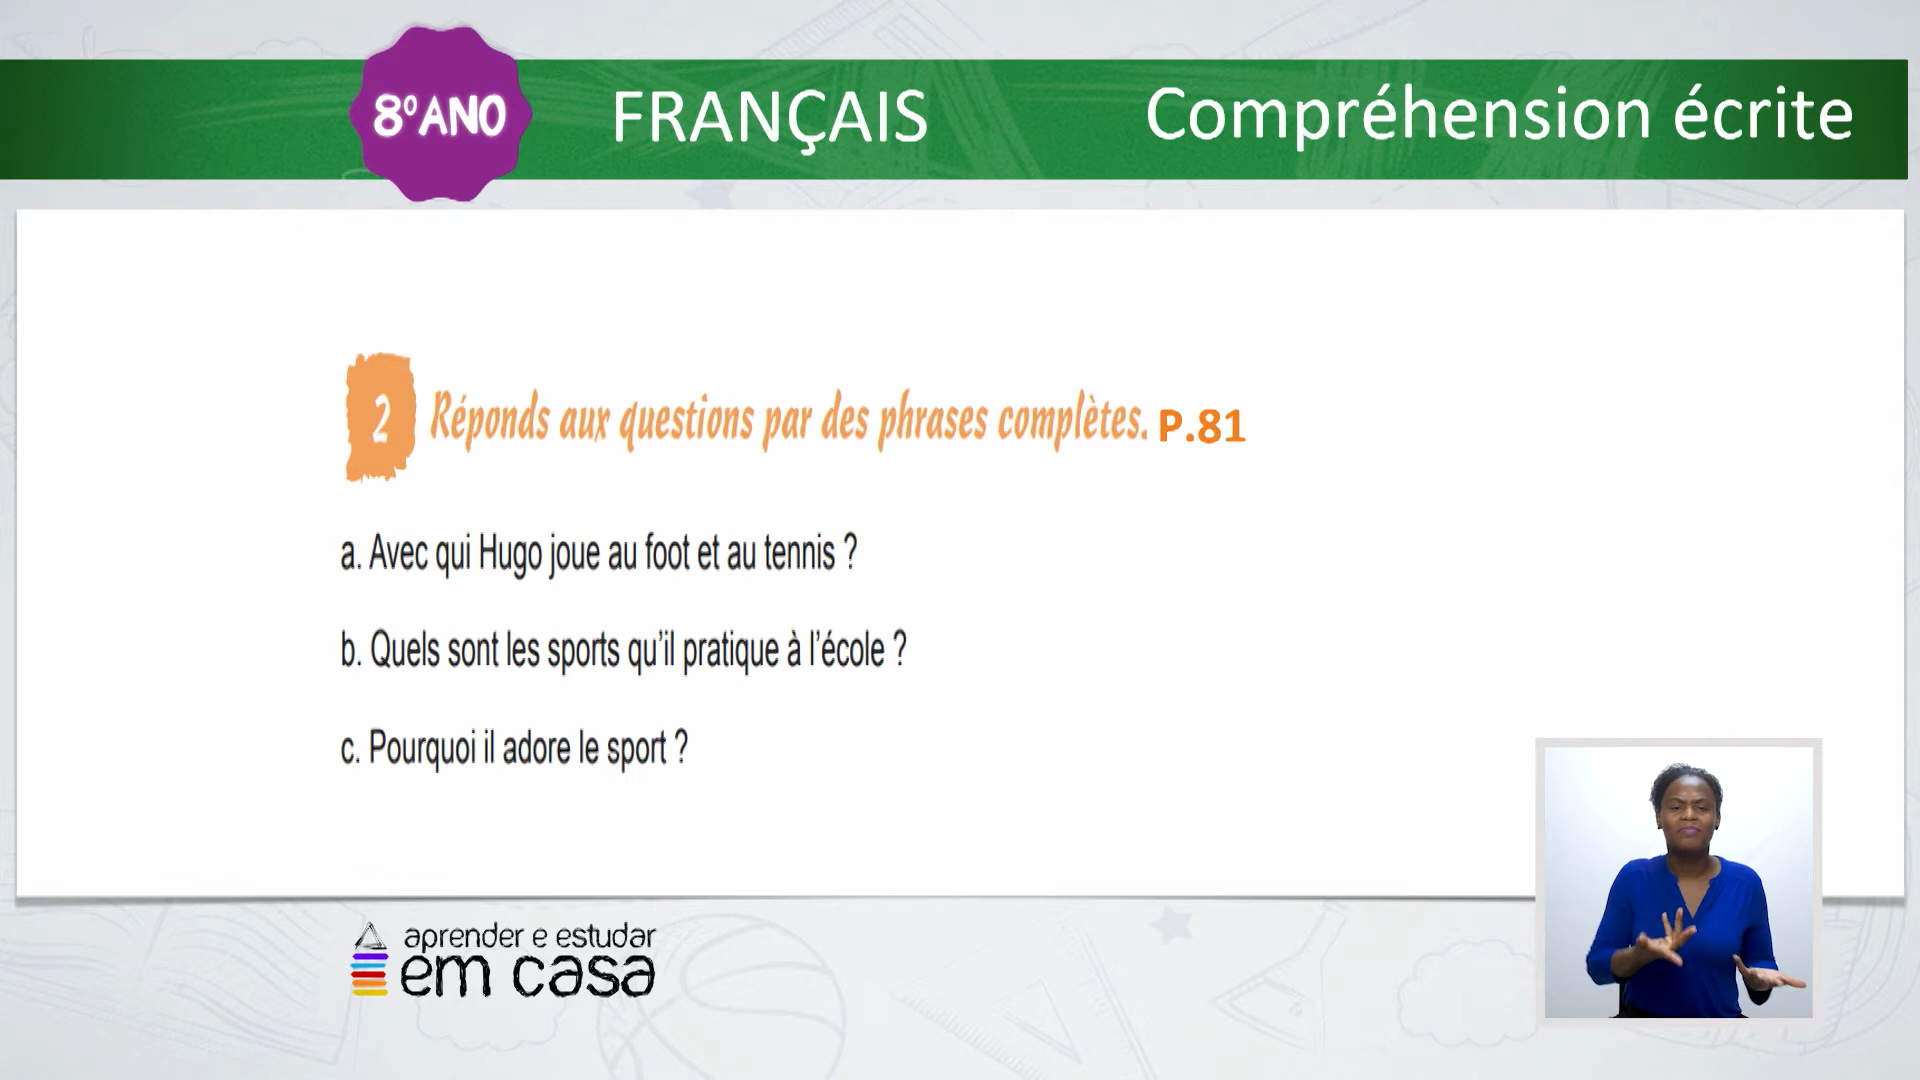 8º ANO
FRANÇAIS
Compréhension écrite
2 Réponds aux questions par des phrases complètes. P.81
a. Avec qui Hugo joue au foot et au tennis ?
b. Quels sont les sports qu'il pratique à l'école ?
c. Pourquoi il adore le sport ?
aprender e estudar
em casa